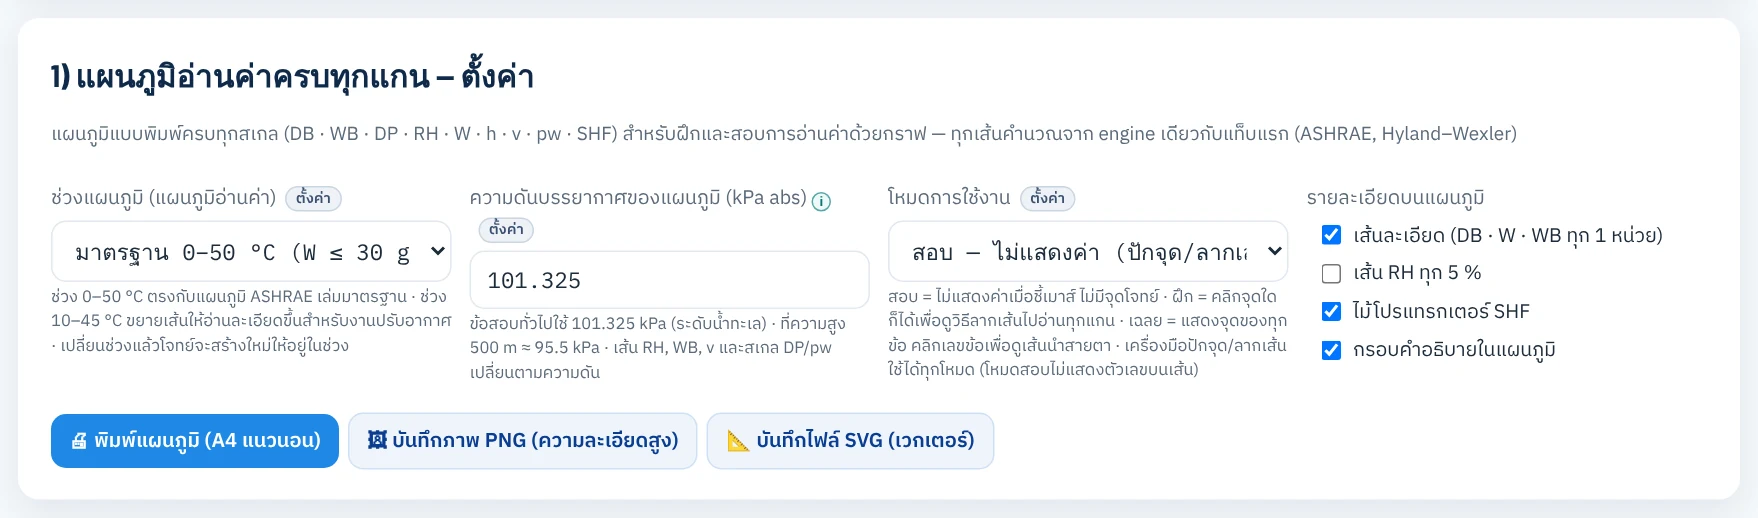 1) แผนภูมิอ่านค่าครบทุกแกน – ตั้งค่า
แผนภูมิแบบพิมพ์ครบทุกสเกล (DB · WB · DP · RH · W · h · v · pw · SHF) สำหรับฝึกและสอบการอ่านค่าด้วยกราฟ — ทุกเส้นคำนวณจาก engine เดียวกับแท็บแรก (ASHRAE, Hyland–Wexler)
ช่วงแผนภูมิ (แผนภูมิอ่านค่า) ตั้งค่า
มาตรฐาน 0–50 °C (W ≤ 30 g
ช่วง 0–50 °C ตรงกับแผนภูมิ ASHRAE เล่มมาตรฐาน · ช่วง
10–45 °C ขยายเส้นให้อ่านละเอียดขึ้นสำหรับงานปรับอากาศ
· เปลี่ยนช่วงแล้วโจทย์จะสร้างใหม่ให้อยู่ในช่วง
ความดันบรรยากาศของแผนภูมิ (kPa abs) i
ตั้งค่า
101.325
ข้อสอบทั่วไปใช้ 101.325 kPa (ระดับน้ำทะเล) · ที่ความสูง
500 m ≈ 95.5 kPa · เส้น RH, WB, v และสเกล DP/pw
เปลี่ยนตามความดัน
โหมดการใช้งาน ตั้งค่า
สอบ — ไม่แสดงค่า (ปักจุด/ลากเส
สอบ = ไม่แสดงค่าเมื่อชี้เมาส์ ไม่มีจุดโจทย์ · ฝึก = คลิกจุดใด
ก็ได้เพื่อดูวิธีลากเส้นไปอ่านทุกแกน · เฉลย = แสดงจุดของทุก
ข้อ คลิกเลขข้อเพื่อดูเส้นนำสายตา · เครื่องมือปักจุด/ลากเส้น
ใช้ได้ทุกโหมด (โหมดสอบไม่แสดงตัวเลขบนเส้น)
รายละเอียดบนแผนภูมิ
เส้นละเอียด (DB · W · WB ทุก 1 หน่วย)
เส้น RH ทุก 5 %
ไม้โปรแทรกเตอร์ SHF
กรอบคำอธิบายในแผนภูมิ
พิมพ์แผนภูมิ (A4 แนวนอน)
บันทึกภาพ PNG (ความละเอียดสูง)
บันทึกไฟล์ SVG (เวกเตอร์)